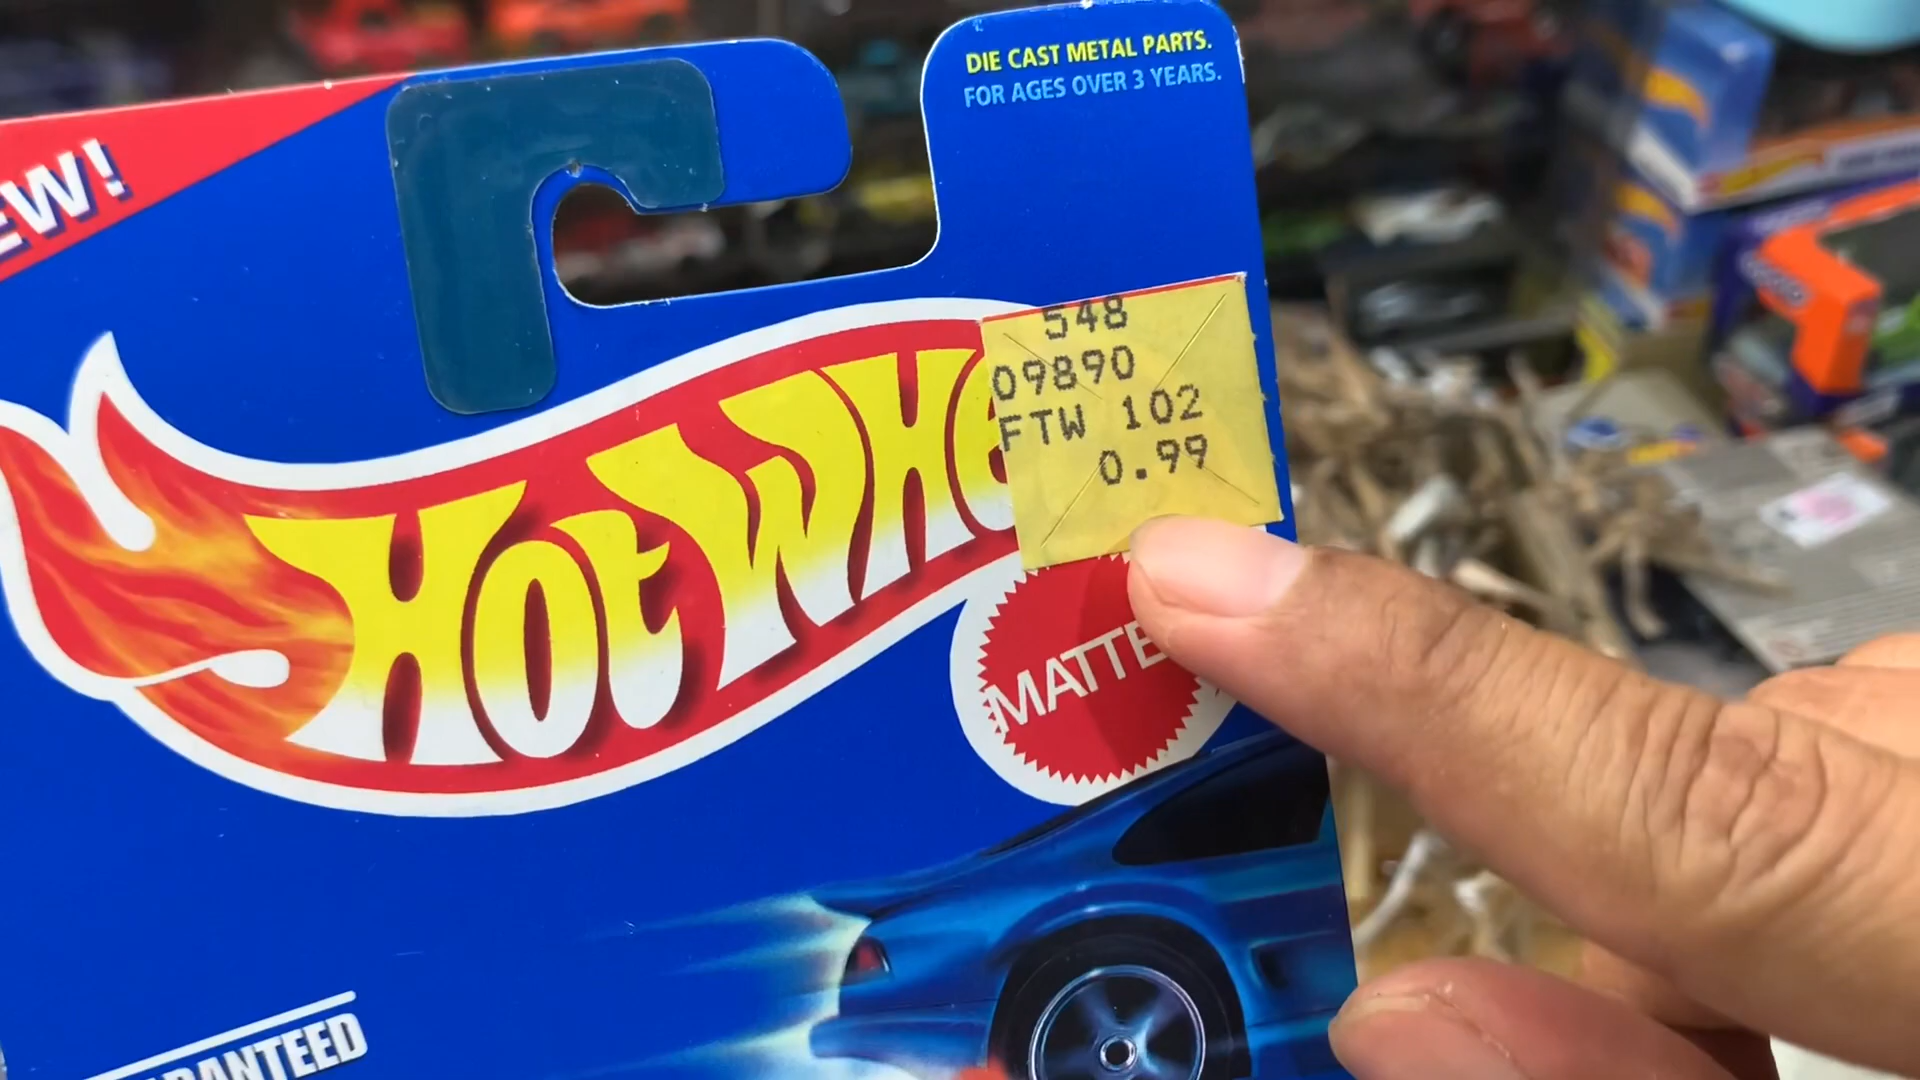 DIE CAST METAL PARTS.
FOR AGES OVER 3 YEARS.
EW!
548
09890
FTW 102
0.99
HOt WHE
MATTE
RANTEED